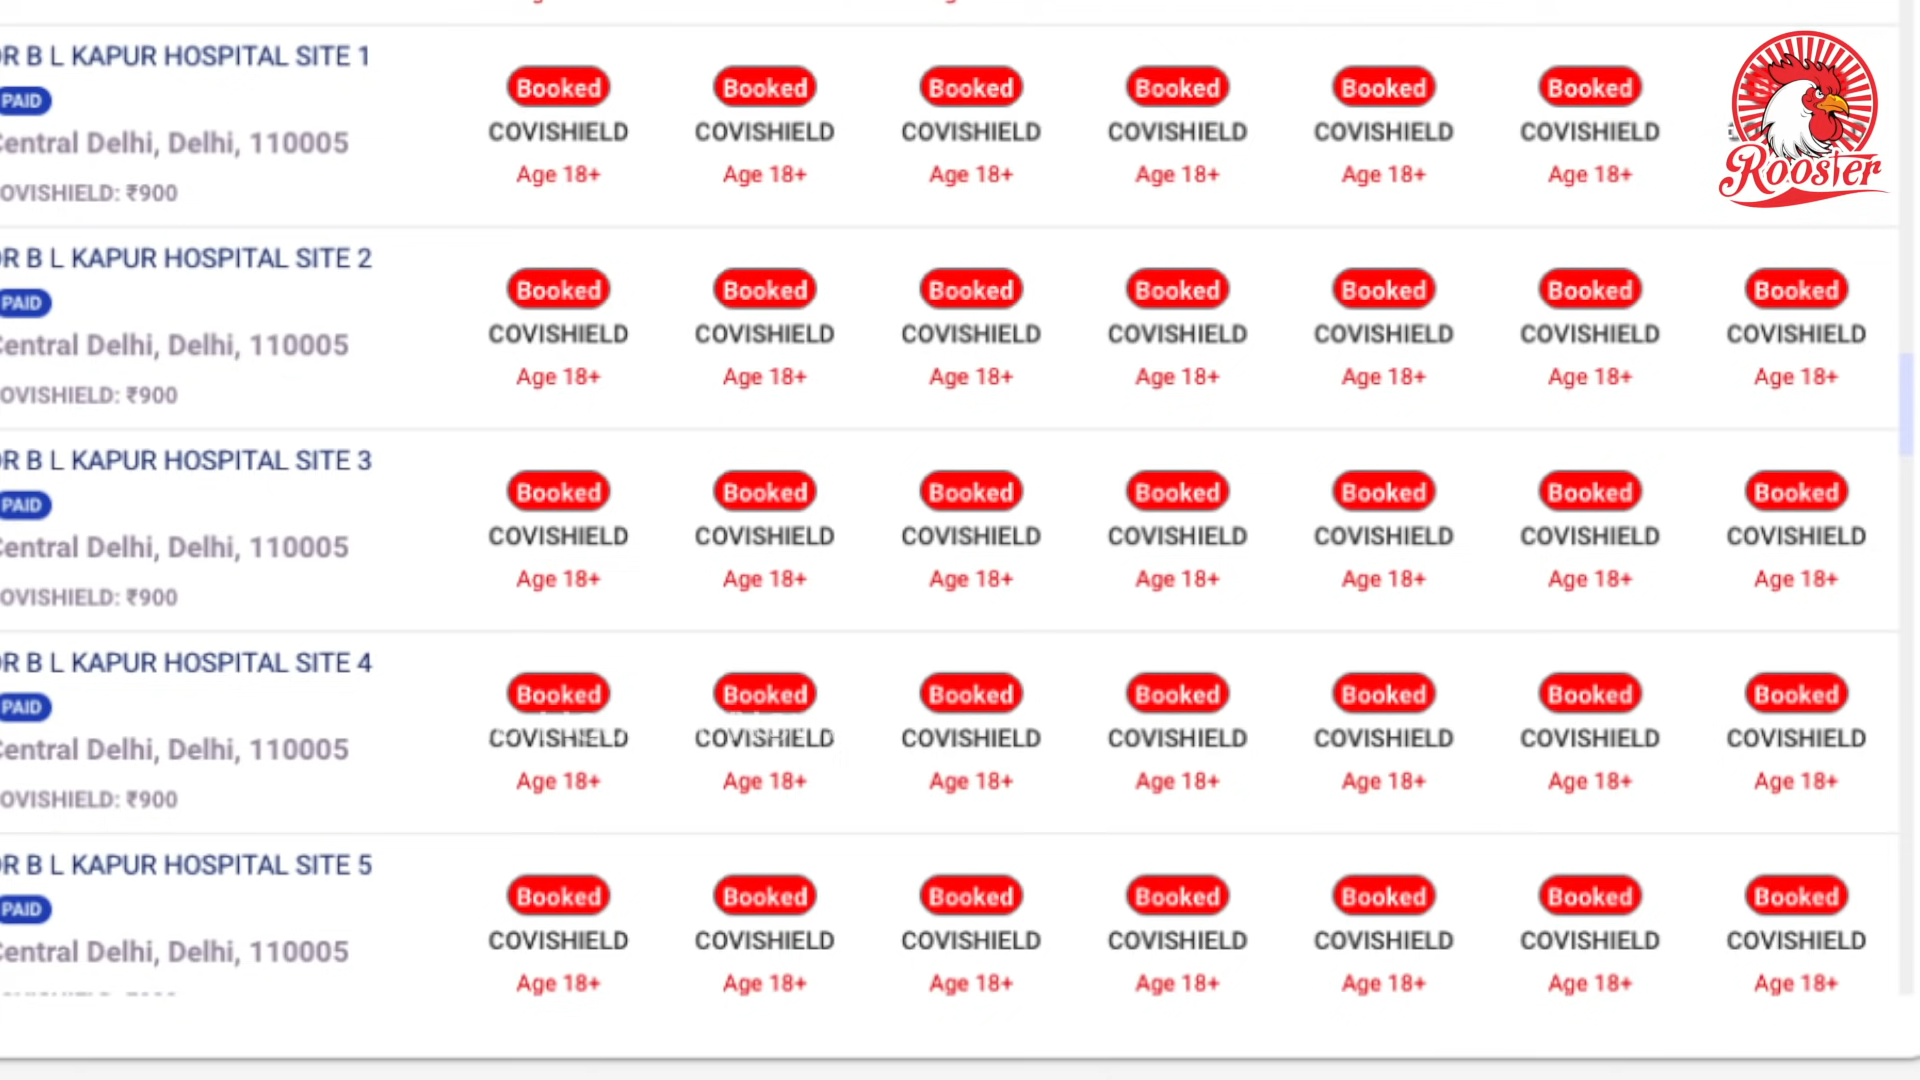 R B L KAPUR HOSPITAL SITE 1
PAID
Central Delhi, Delhi, 110005
OVISHIELD: ₹900
Booked Booked Booked Booked Booked Booked
COVISHIELD COVISHIELD COVISHIELD COVISHIELD COVISHIELD COVISHIELD
Age 18+ Age 18+ Age 18+ Age 18+ Age 18+ Age 18+
Rooster
R B L KAPUR HOSPITAL SITE 2
PAID
Central Delhi, Delhi, 110005
OVISHIELD: ₹900
Booked Booked Booked Booked Booked Booked Booked
COVISHIELD COVISHIELD COVISHIELD COVISHIELD COVISHIELD COVISHIELD COVISHIELD
Age 18+ Age 18+ Age 18+ Age 18+ Age 18+ Age 18+ Age 18+
R B L KAPUR HOSPITAL SITE 3
PAID
Central Delhi, Delhi, 110005
OVISHIELD: ₹900
Booked Booked Booked Booked Booked Booked Booked
COVISHIELD COVISHIELD COVISHIELD COVISHIELD COVISHIELD COVISHIELD COVISHIELD
Age 18+ Age 18+ Age 18+ Age 18+ Age 18+ Age 18+ Age 18+
R B L KAPUR HOSPITAL SITE 4
PAID
Central Delhi, Delhi, 110005
OVISHIELD: ₹900
Booked Booked Booked Booked Booked Booked Booked
COVISHIELD COVISHIELD COVISHIELD COVISHIELD COVISHIELD COVISHIELD COVISHIELD
Age 18+ Age 18+ Age 18+ Age 18+ Age 18+ Age 18+ Age 18+
R B L KAPUR HOSPITAL SITE 5
PAID
Central Delhi, Delhi, 110005
Booked Booked Booked Booked Booked Booked Booked
COVISHIELD COVISHIELD COVISHIELD COVISHIELD COVISHIELD COVISHIELD COVISHIELD
Age 18+ Age 18+ Age 18+ Age 18+ Age 18+ Age 18+ Age 18+